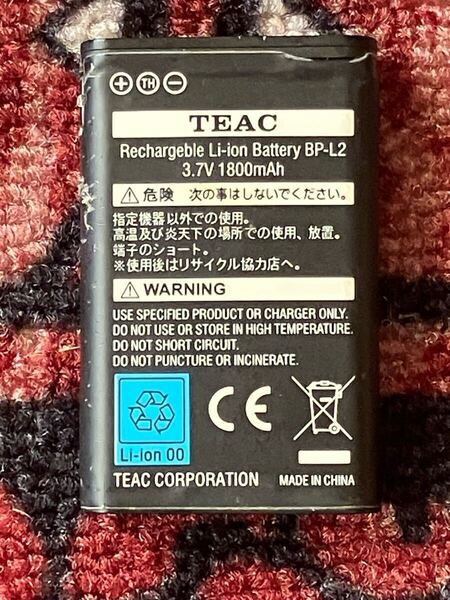 + TH −
TEAC
Rechargeble Li-ion Battery BP-L2
3.7V 1800mAh
⚠ 危険 次の事はしないでください。
指定機器以外での使用。
高温及び炎天下の場所での使用、放置。
端子のショート。
※使用後はリサイクル協力店へ。
⚠ WARNING
USE SPECIFIED PRODUCT OR CHARGER ONLY.
DO NOT USE OR STORE IN HIGH TEMPERATURE.
DO NOT SHORT CIRCUIT.
DO NOT PUNCTURE OR INCINERATE.
CE
Li-ion 00
TEAC CORPORATION MADE IN CHINA